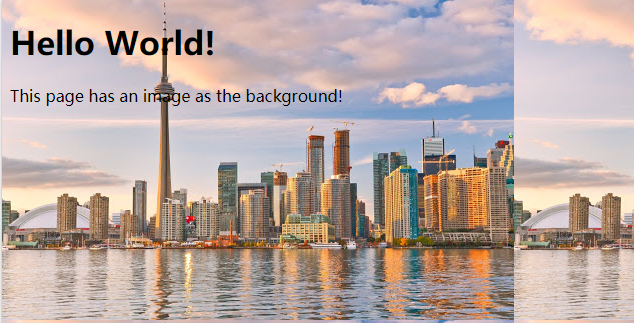 Hello World!
This page has an image as the background!